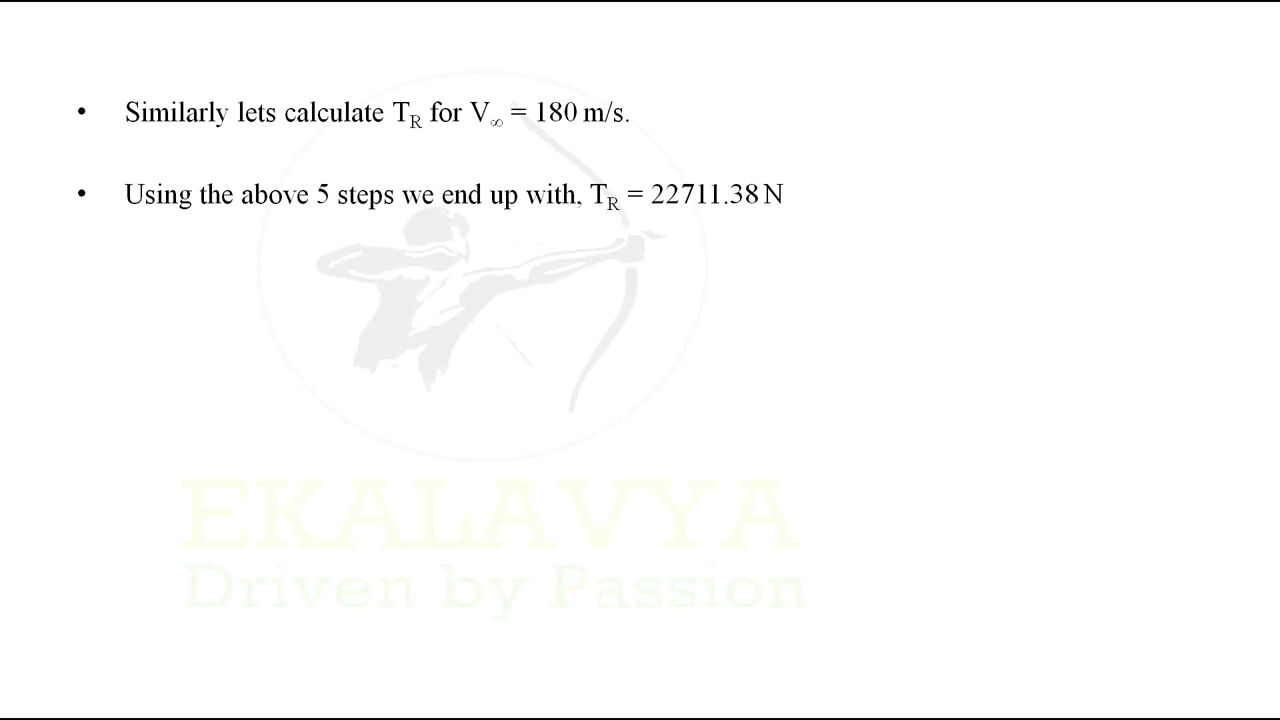 • Similarly lets calculate T_R for V_∞ = 180 m/s.
• Using the above 5 steps we end up with, T_R = 22711.38 N
EKALAVYA
Driven by Passion